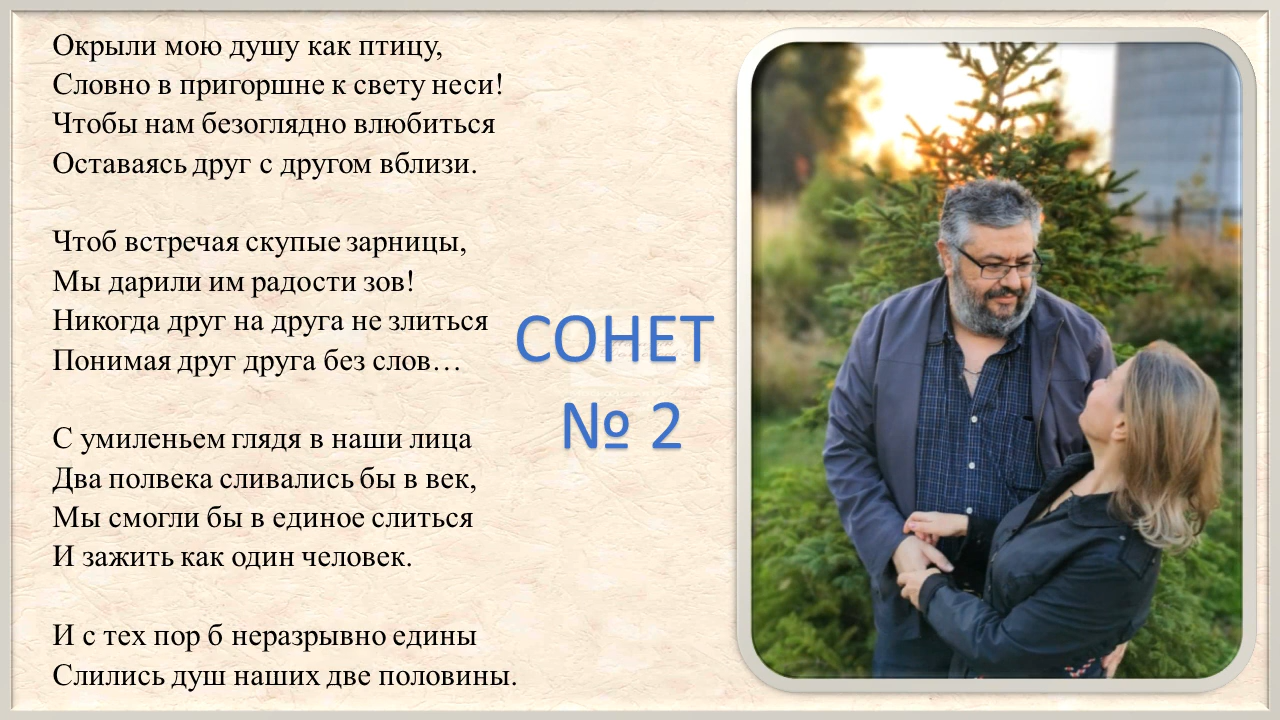 Окрыли мою душу как птицу,
Словно в пригоршне к свету неси!
Чтобы нам безоглядно влюбиться
Оставаясь друг с другом вблизи.
Чтоб встречая скупые зарницы,
Мы дарили им радости зов!
Никогда друг на друга не злиться
Понимая друг друга без слов…
С умиленьем глядя в наши лица
Два полвека сливались бы в век,
Мы смогли бы в единое слиться
И зажить как один человек.
И с тех пор б неразрывно едины
Слились душ наших две половины.
СОНЕТ
№ 2